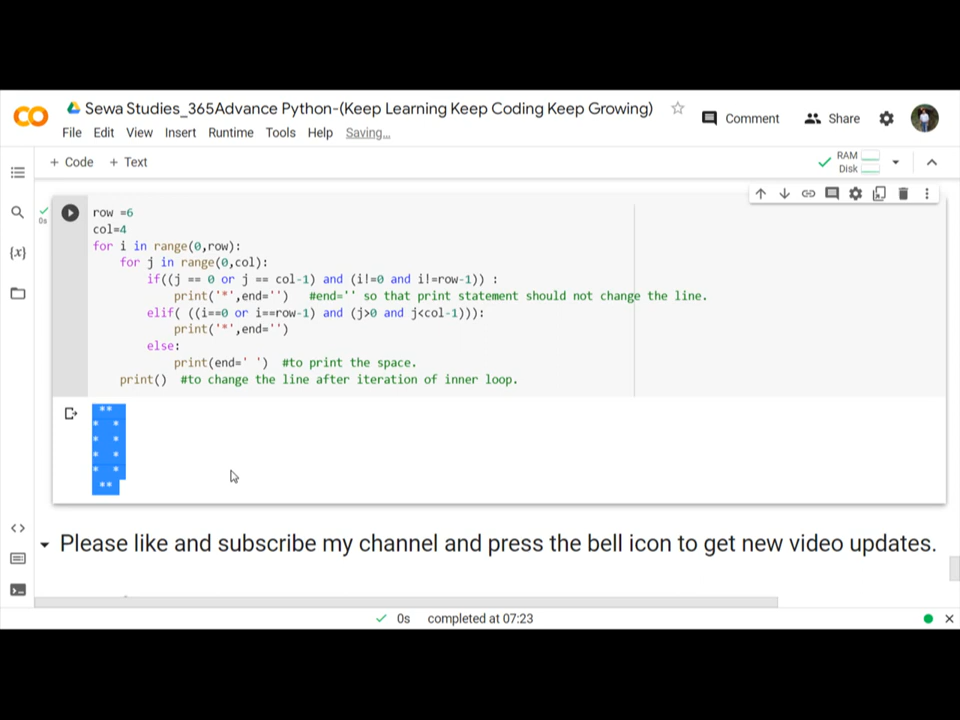 Sewa Studies_365Advance Python-(Keep Learning Keep Coding Keep Growing)
Comment
Share
File Edit View Insert Runtime Tools Help Saving...
+ Code + Text
RAM
Disk
0s
row =6
col=4
for i in range(0,row):
for j in range(0,col):
if((j == 0 or j == col-1) and (i!=0 and i!=row-1)) :
print('*',end='') #end='' so that print statement should not change the line.
elif( ((i==0 or i==row-1) and (j>0 and j<col-1))):
print('*',end='')
else:
print(end=' ') #to print the space.
print() #to change the line after iteration of inner loop.
**
*  *
*  *
*  *
*  *
**
{x}
Please like and subscribe my channel and press the bell icon to get new video updates.
0s completed at 07:23